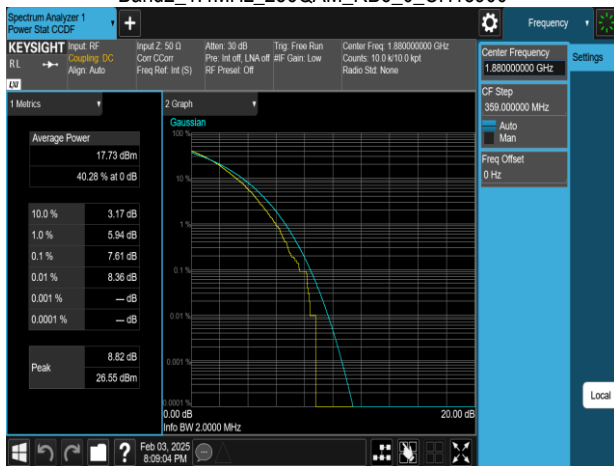 Spectrum Analyzer 1
Power Stat CCDF
Frequency
KEYSIGHT
RL
LXI
Input: RF
Coupling: DC
Align: Auto
Input Z: 50 Ω
Corr CCorr
Freq Ref: Int (S)
Atten: 30 dB
Pre: Int off, LNA off
RF Preset: Off
Trig: Free Run
#IF Gain: Low
Center Freq: 1.880000000 GHz
Counts: 10.0 k/10.0 kpt
Radio Std: None
Center Frequency
1.880000000 GHz
Settings
CF Step
359.000000 MHz
Auto
Man
Freq Offset
0 Hz
1 Metrics
Average Power
17.73 dBm
40.28 % at 0 dB
10.0 % 3.17 dB
1.0 % 5.94 dB
0.1 % 7.61 dB
0.01 % 8.36 dB
0.001 % --- dB
0.0001 % --- dB
Peak
8.82 dB
26.55 dBm
2 Graph
Gaussian
100 %
10 %
1 %
0.1 %
0.01 %
0.001 %
0.0001 %
0.00 dB 20.00 dB
Info BW 2.0000 MHz
Local
?
Feb 03, 2025
8:09:04 PM